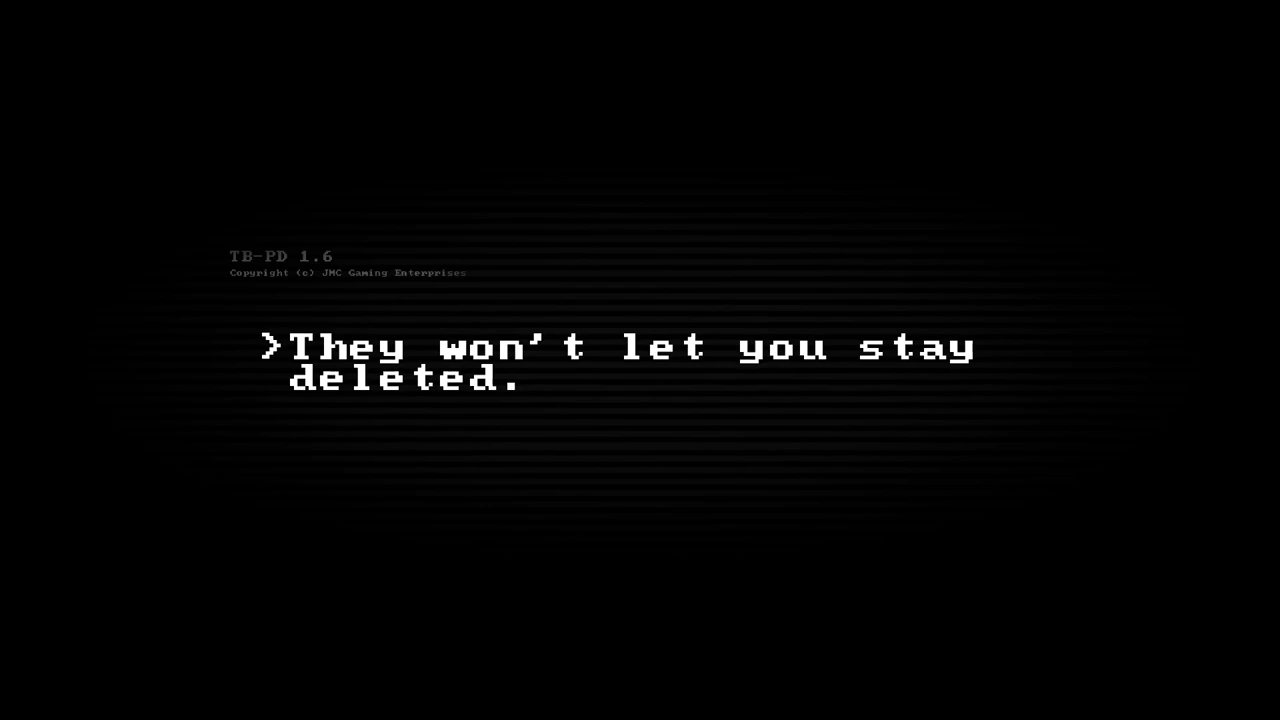 TB-PD 1.6
Copyright (c) JMC Gaming Enterprises
>They won't let you stay
deleted.